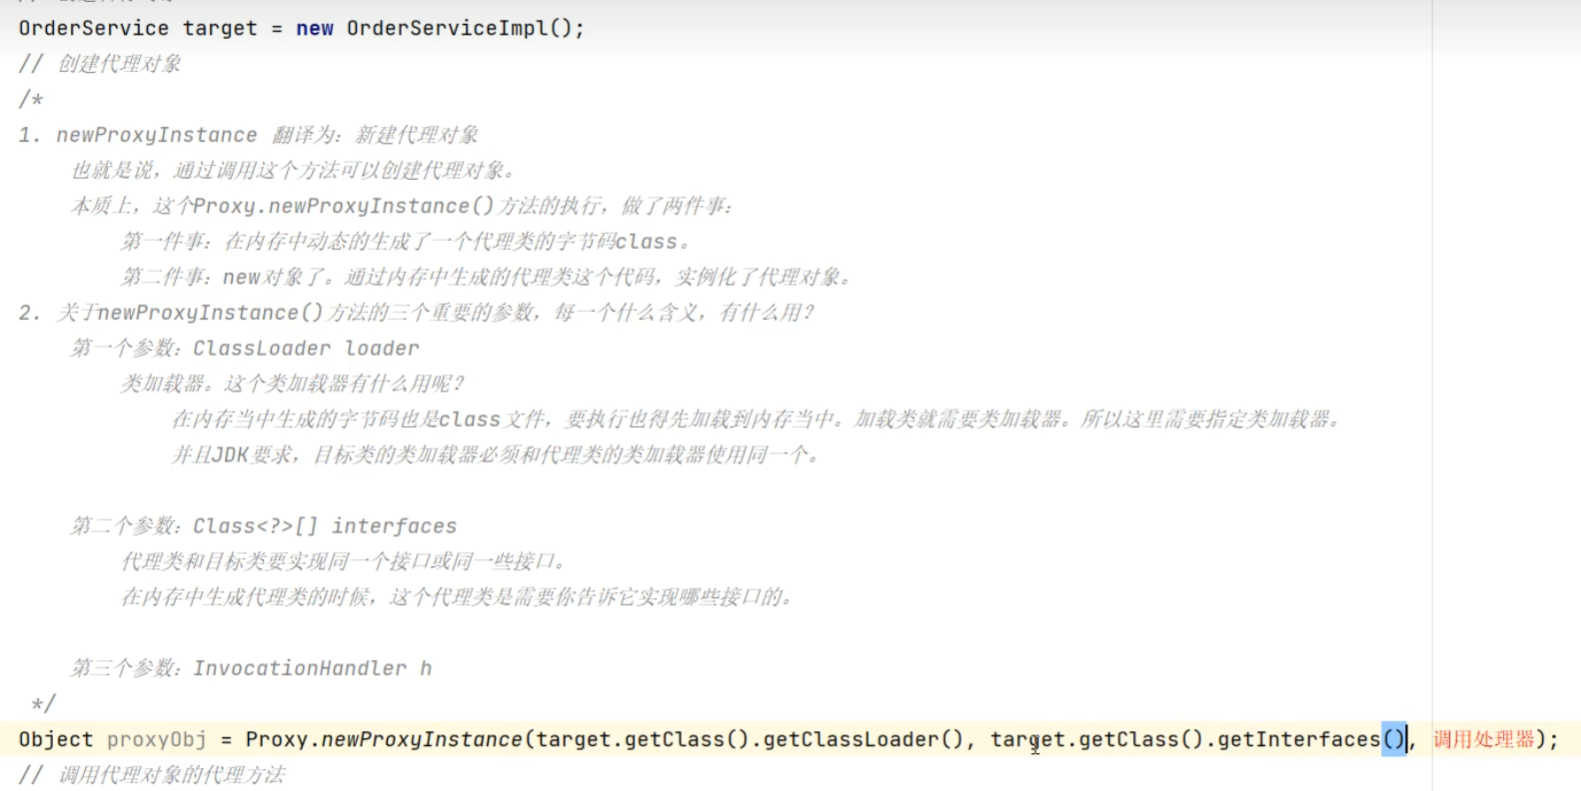 OrderService target = new OrderServiceImpl();
// 创建代理对象
/*
1. newProxyInstance 翻译为：新建代理对象
也就是说，通过调用这个方法可以创建代理对象。
本质上，这个Proxy.newProxyInstance()方法的执行，做了两件事：
第一件事：在内存中动态的生成了一个代理类的字节码class。
第二件事：new对象了。通过内存中生成的代理类这个代码，实例化了代理对象。
2. 关于newProxyInstance()方法的三个重要的参数，每一个什么含义，有什么用？
第一个参数：ClassLoader loader
类加载器。这个类加载器有什么用呢？
在内存当中生成的字节码也是class文件，要执行也得先加载到内存当中。加载类就需要类加载器。所以这里需要指定类加载器。
并且JDK要求，目标类的类加载器必须和代理类的类加载器使用同一个。
第二个参数：Class<?>[] interfaces
代理类和目标类要实现同一个接口或同一些接口。
在内存中生成代理类的时候，这个代理类是需要你告诉它实现哪些接口的。
第三个参数：InvocationHandler h
*/
Object proxyObj = Proxy.newProxyInstance(target.getClass().getClassLoader(), target.getClass().getInterfaces(), 调用处理器);
// 调用代理对象的代理方法